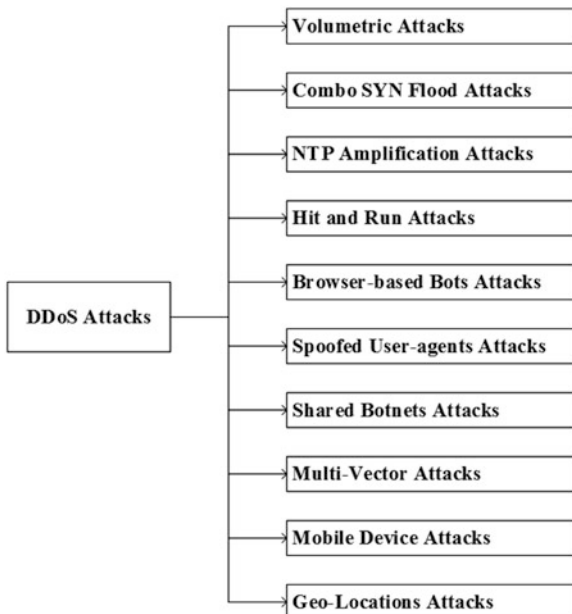 Volumetric Attacks
Combo SYN Flood Attacks
NTP Amplification Attacks
Hit and Run Attacks
Browser-based Bots Attacks
DDoS Attacks
Spoofed User-agents Attacks
Shared Botnets Attacks
Multi-Vector Attacks
Mobile Device Attacks
Geo-Locations Attacks